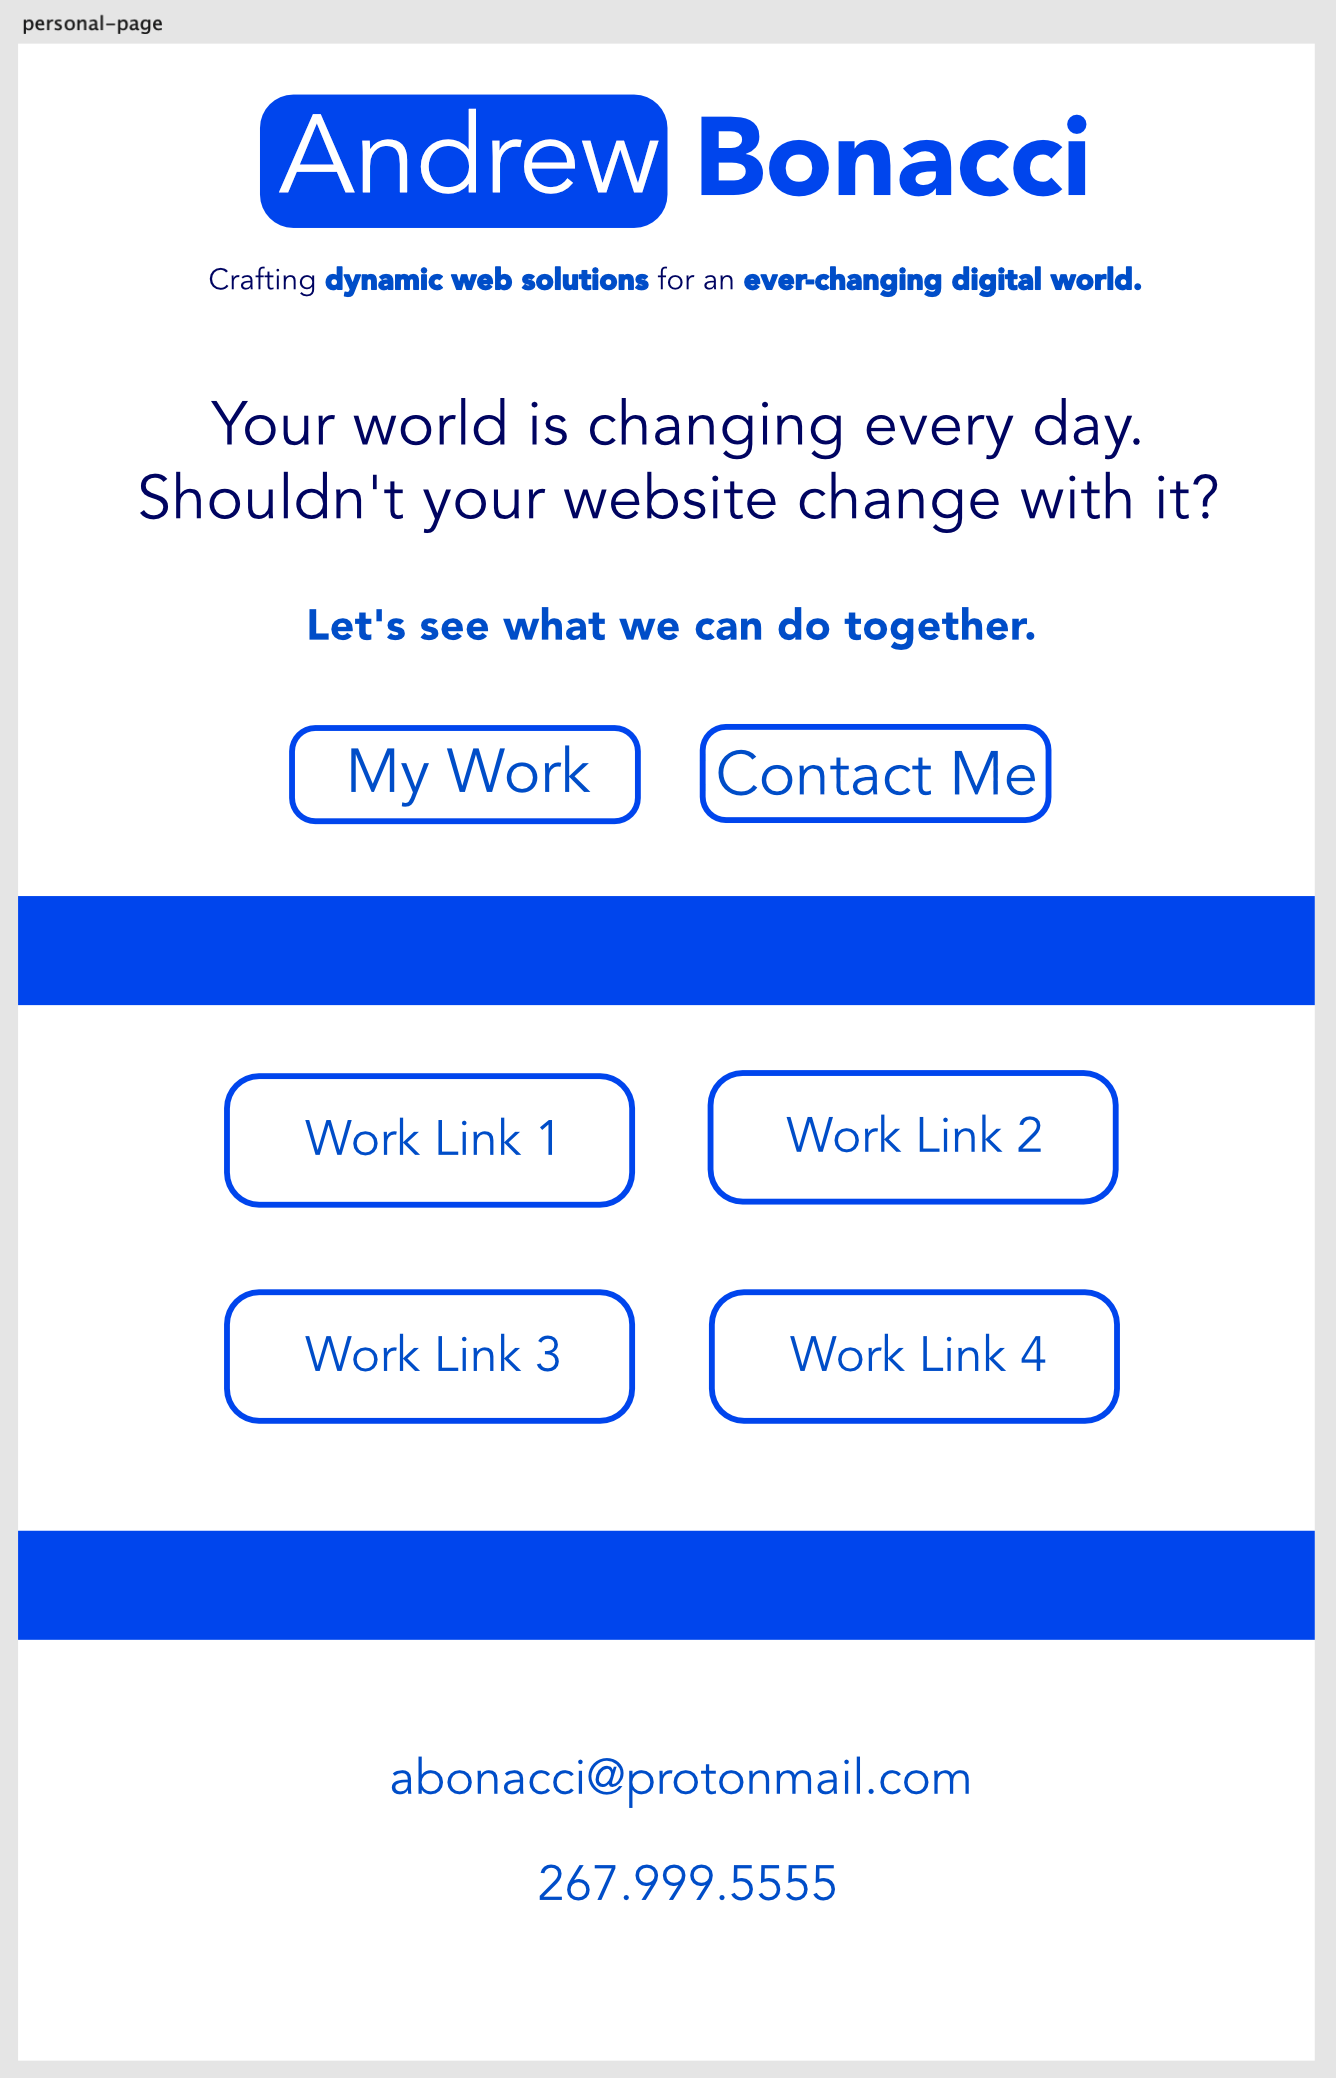 personal-page
Andrew Bonacci
Crafting dynamic web solutions for an ever-changing digital world.
Your world is changing every day.
Shouldn't your website change with it?
Let's see what we can do together.
My Work Contact Me
Work Link 1 Work Link 2
Work Link 3 Work Link 4
abonacci@protonmail.com
267.999.5555